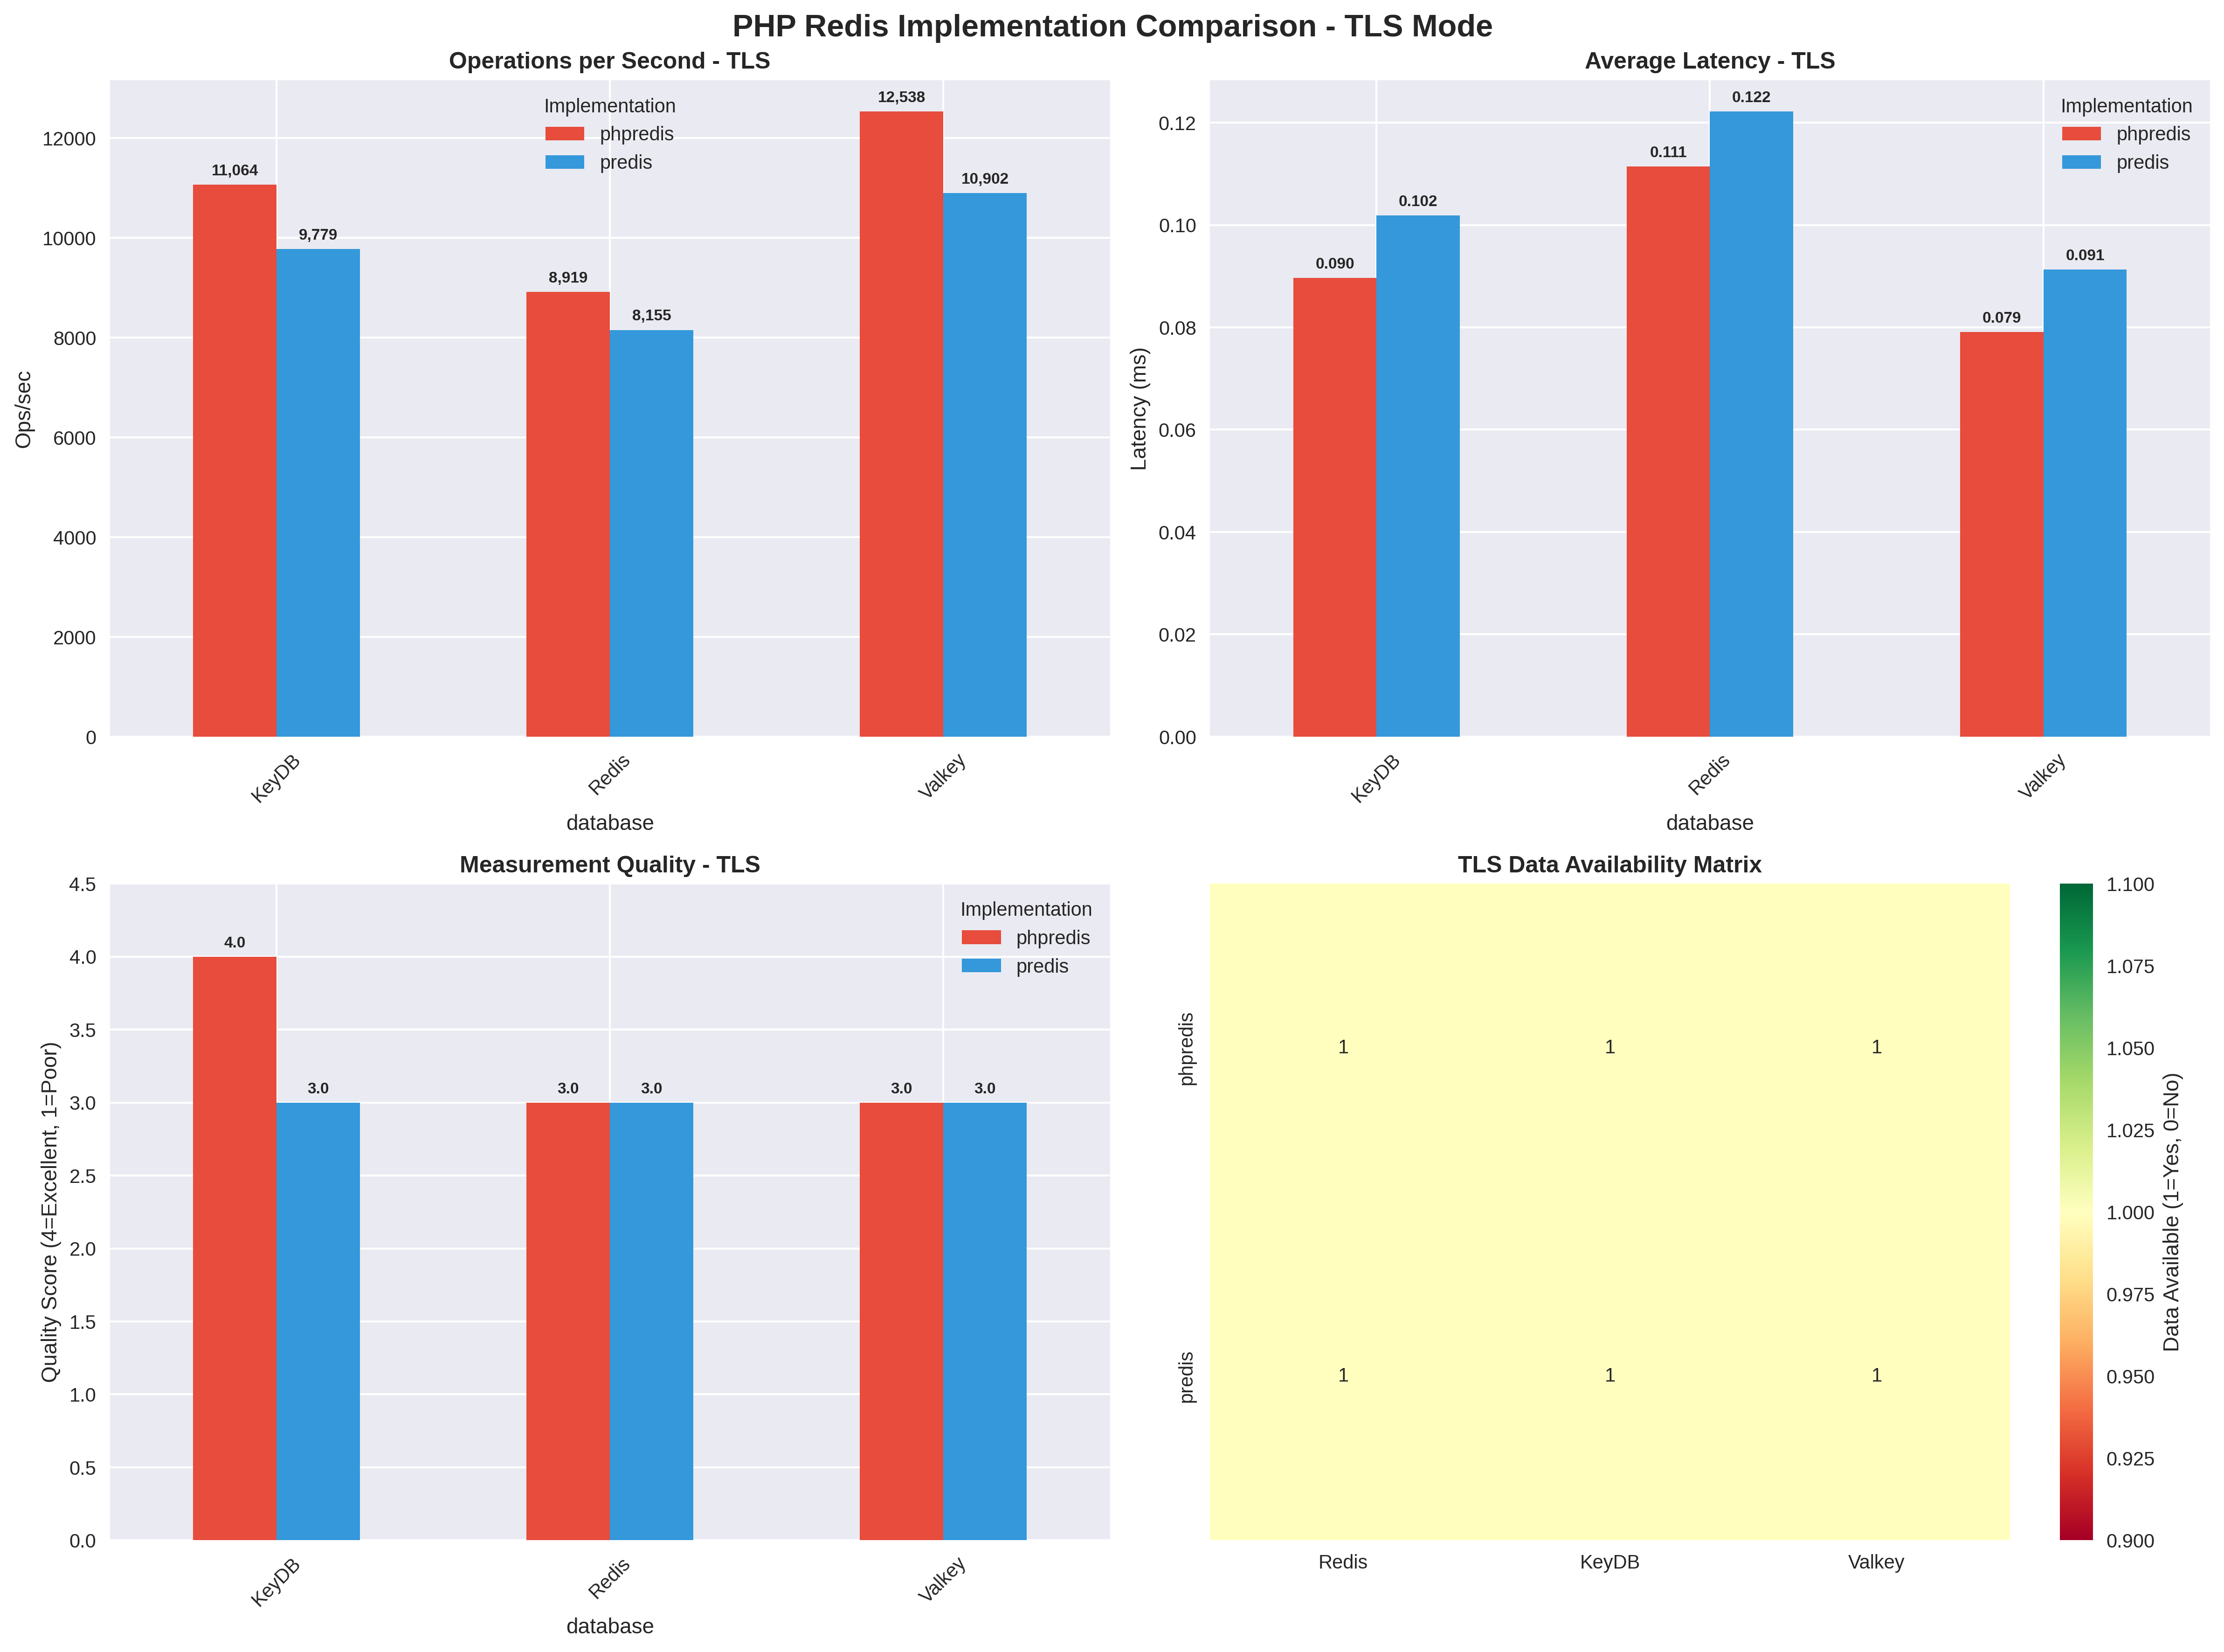 PHP Redis Implementation Comparison - TLS Mode
Operations per Second - TLS
Ops/sec
12000
10000
8000
6000
4000
2000
0
Implementation
phpredis
predis
11,064
9,779
8,919
8,155
12,538
10,902
KeyDB
Redis
Valkey
database
Average Latency - TLS
Latency (ms)
0.12
0.10
0.08
0.06
0.04
0.02
0.00
Implementation
phpredis
predis
0.090
0.102
0.111
0.122
0.079
0.091
KeyDB
Redis
Valkey
database
Measurement Quality - TLS
Quality Score (4=Excellent, 1=Poor)
4.5
4.0
3.5
3.0
2.5
2.0
1.5
1.0
0.5
0.0
Implementation
phpredis
predis
4.0
3.0
3.0
3.0
3.0
3.0
KeyDB
Redis
Valkey
database
TLS Data Availability Matrix
phpredis
1 1 1
predis
1 1 1
Redis KeyDB Valkey
1.100
1.075
1.050
1.025
1.000
0.975
0.950
0.925
0.900
Data Available (1=Yes, 0=No)